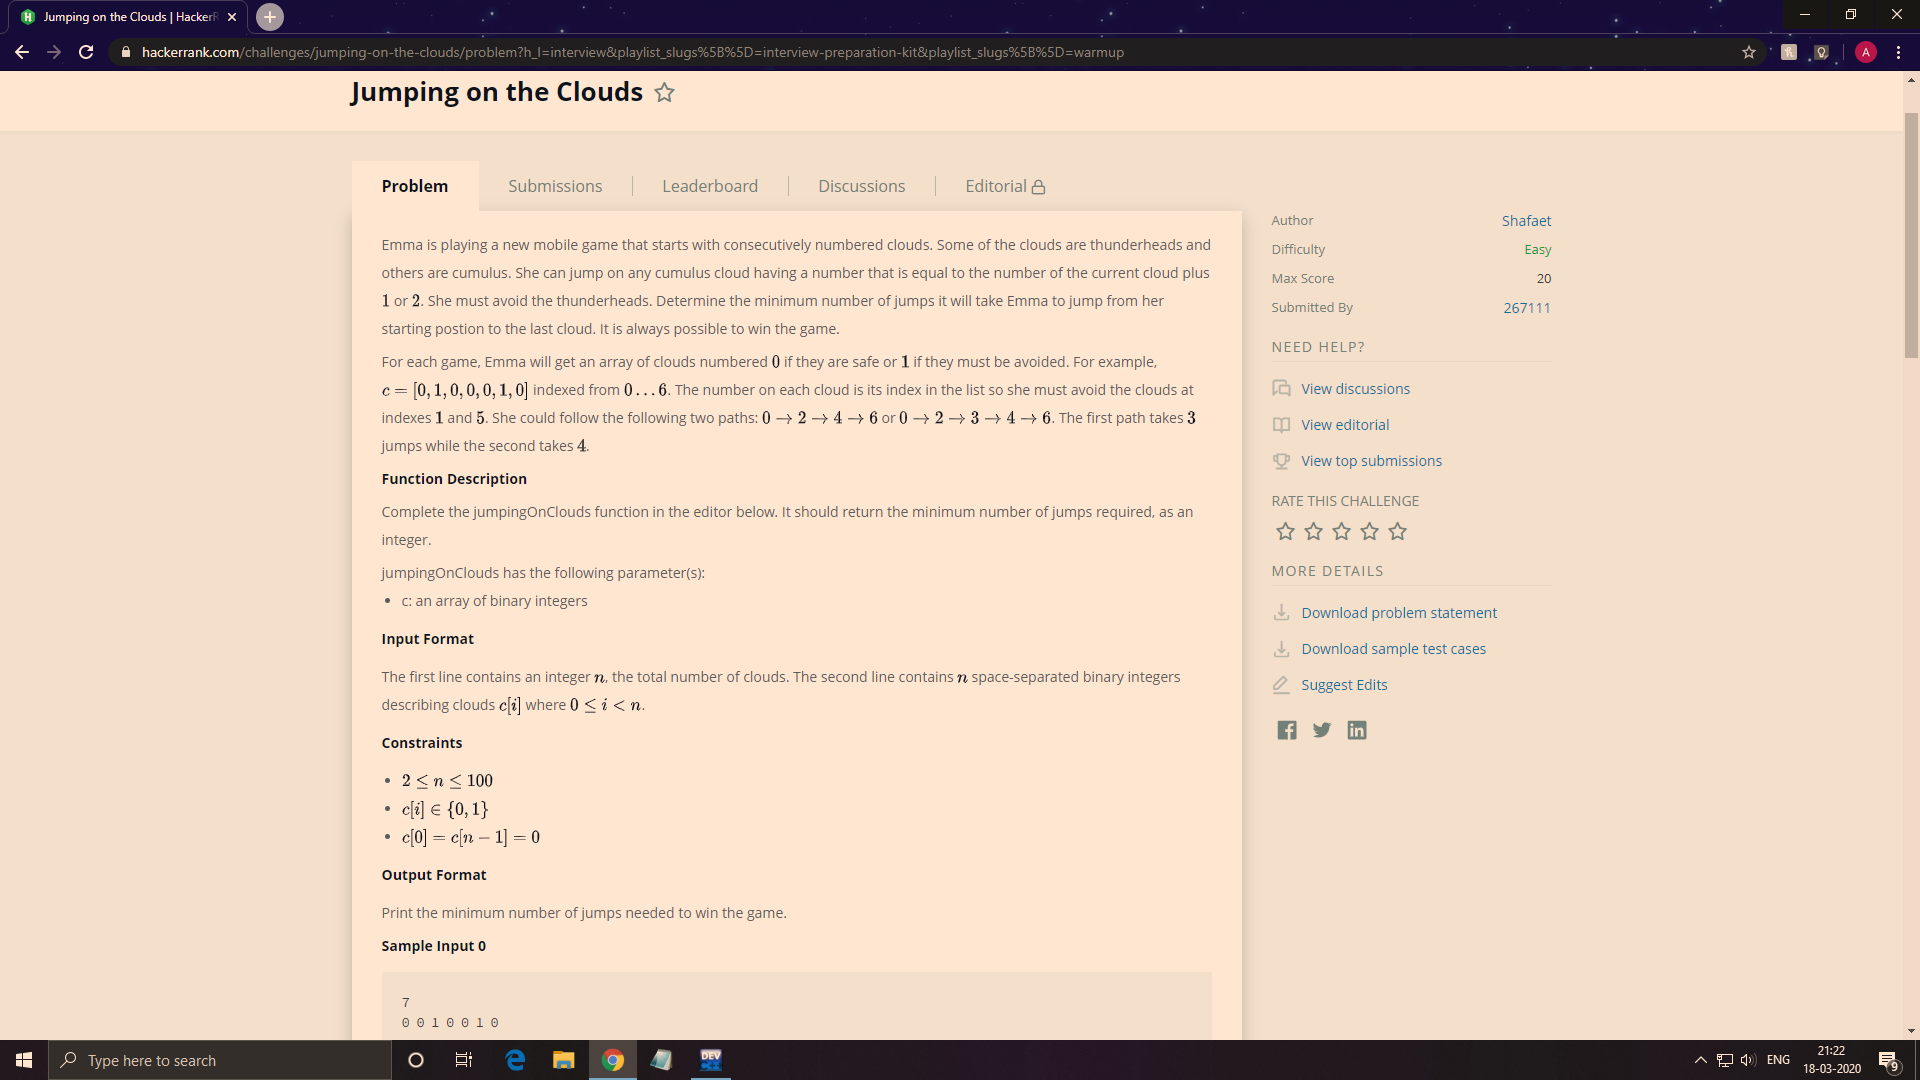 Jumping on the Clouds | HackerR
hackerrank.com/challenges/jumping-on-the-clouds/problem?h_l=interview&playlist_slugs%5B%5D=interview-preparation-kit&playlist_slugs%5B%5D=warmup
A
Jumping on the Clouds
Problem
Submissions
Leaderboard
Discussions
Editorial
Emma is playing a new mobile game that starts with consecutively numbered clouds. Some of the clouds are thunderheads and
others are cumulus. She can jump on any cumulus cloud having a number that is equal to the number of the current cloud plus
1 or 2. She must avoid the thunderheads. Determine the minimum number of jumps it will take Emma to jump from her
starting postion to the last cloud. It is always possible to win the game.
For each game, Emma will get an array of clouds numbered 0 if they are safe or 1 if they must be avoided. For example,
c = [0, 1, 0, 0, 0, 1, 0] indexed from 0 . . . 6. The number on each cloud is its index in the list so she must avoid the clouds at
indexes 1 and 5. She could follow the following two paths: 0 → 2 → 4 → 6 or 0 → 2 → 3 → 4 → 6. The first path takes 3
jumps while the second takes 4.
Function Description
Complete the jumpingOnClouds function in the editor below. It should return the minimum number of jumps required, as an
integer.
jumpingOnClouds has the following parameter(s):
• c: an array of binary integers
Input Format
The first line contains an integer n, the total number of clouds. The second line contains n space-separated binary integers
describing clouds c[i] where 0 ≤ i < n.
Constraints
• 2 ≤ n ≤ 100
• c[i] ∈ {0, 1}
• c[0] = c[n − 1] = 0
Output Format
Print the minimum number of jumps needed to win the game.
Sample Input 0
7
0 0 1 0 0 1 0
Author Shafaet
Difficulty Easy
Max Score 20
Submitted By 267111
NEED HELP?
View discussions
View editorial
View top submissions
RATE THIS CHALLENGE
MORE DETAILS
Download problem statement
Download sample test cases
Suggest Edits
Type here to search
DEV
C++
ENG
21:22
18-03-2020
9